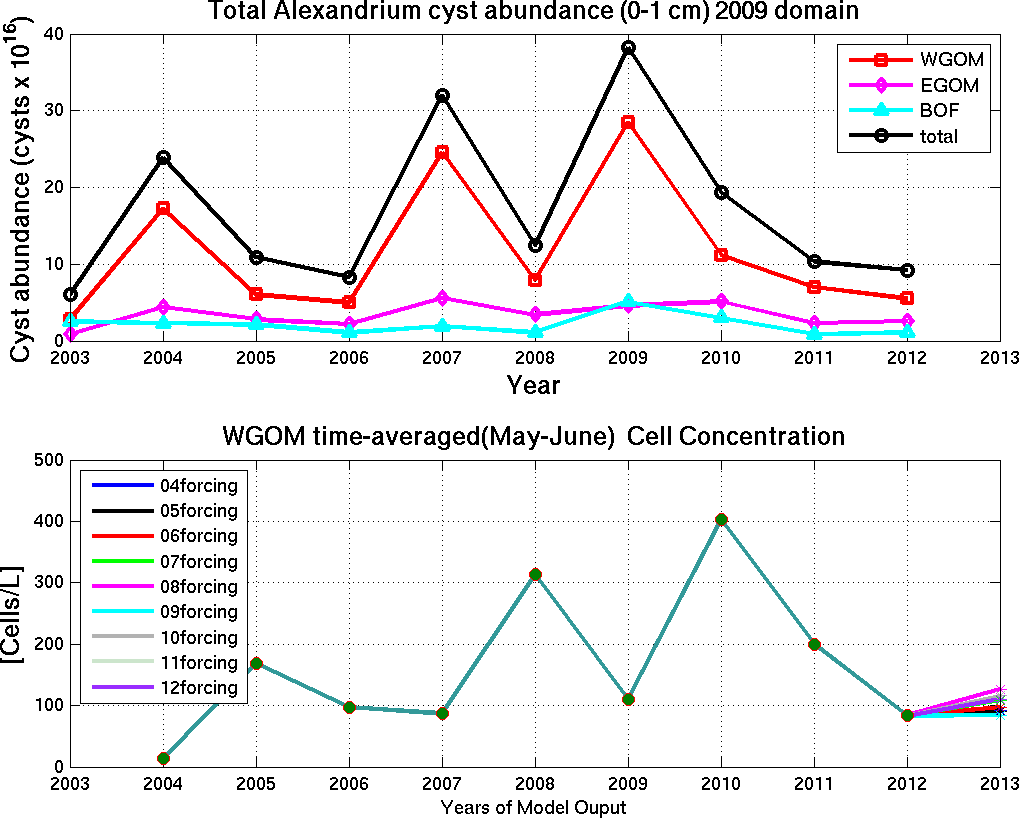 Total Alexandrium cyst abundance (0-1 cm) 2009 domain
Cyst abundance (cysts x 10^16)
40
30
20
10
0
WGOM
EGOM
BOF
total
2003 2004 2005 2006 2007 2008 2009 2010 2011 2012 2013
Year
WGOM time-averaged(May-June) Cell Concentration
[Cells/L]
500
400
300
200
100
0
04forcing
05forcing
06forcing
07forcing
08forcing
09forcing
10forcing
11forcing
12forcing
2003 2004 2005 2006 2007 2008 2009 2010 2011 2012 2013
Years of Model Ouput